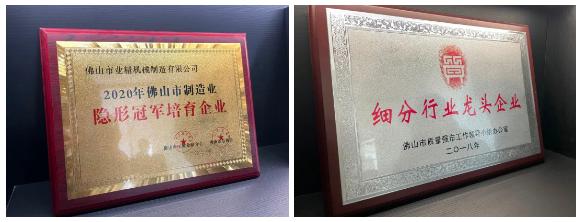 佛山市业精机械制造有限公司
2020年佛山市制造业
隐形冠军培育企业
细分行业龙头企业
佛山市质量强市工作领导小组办公室
二〇一八年